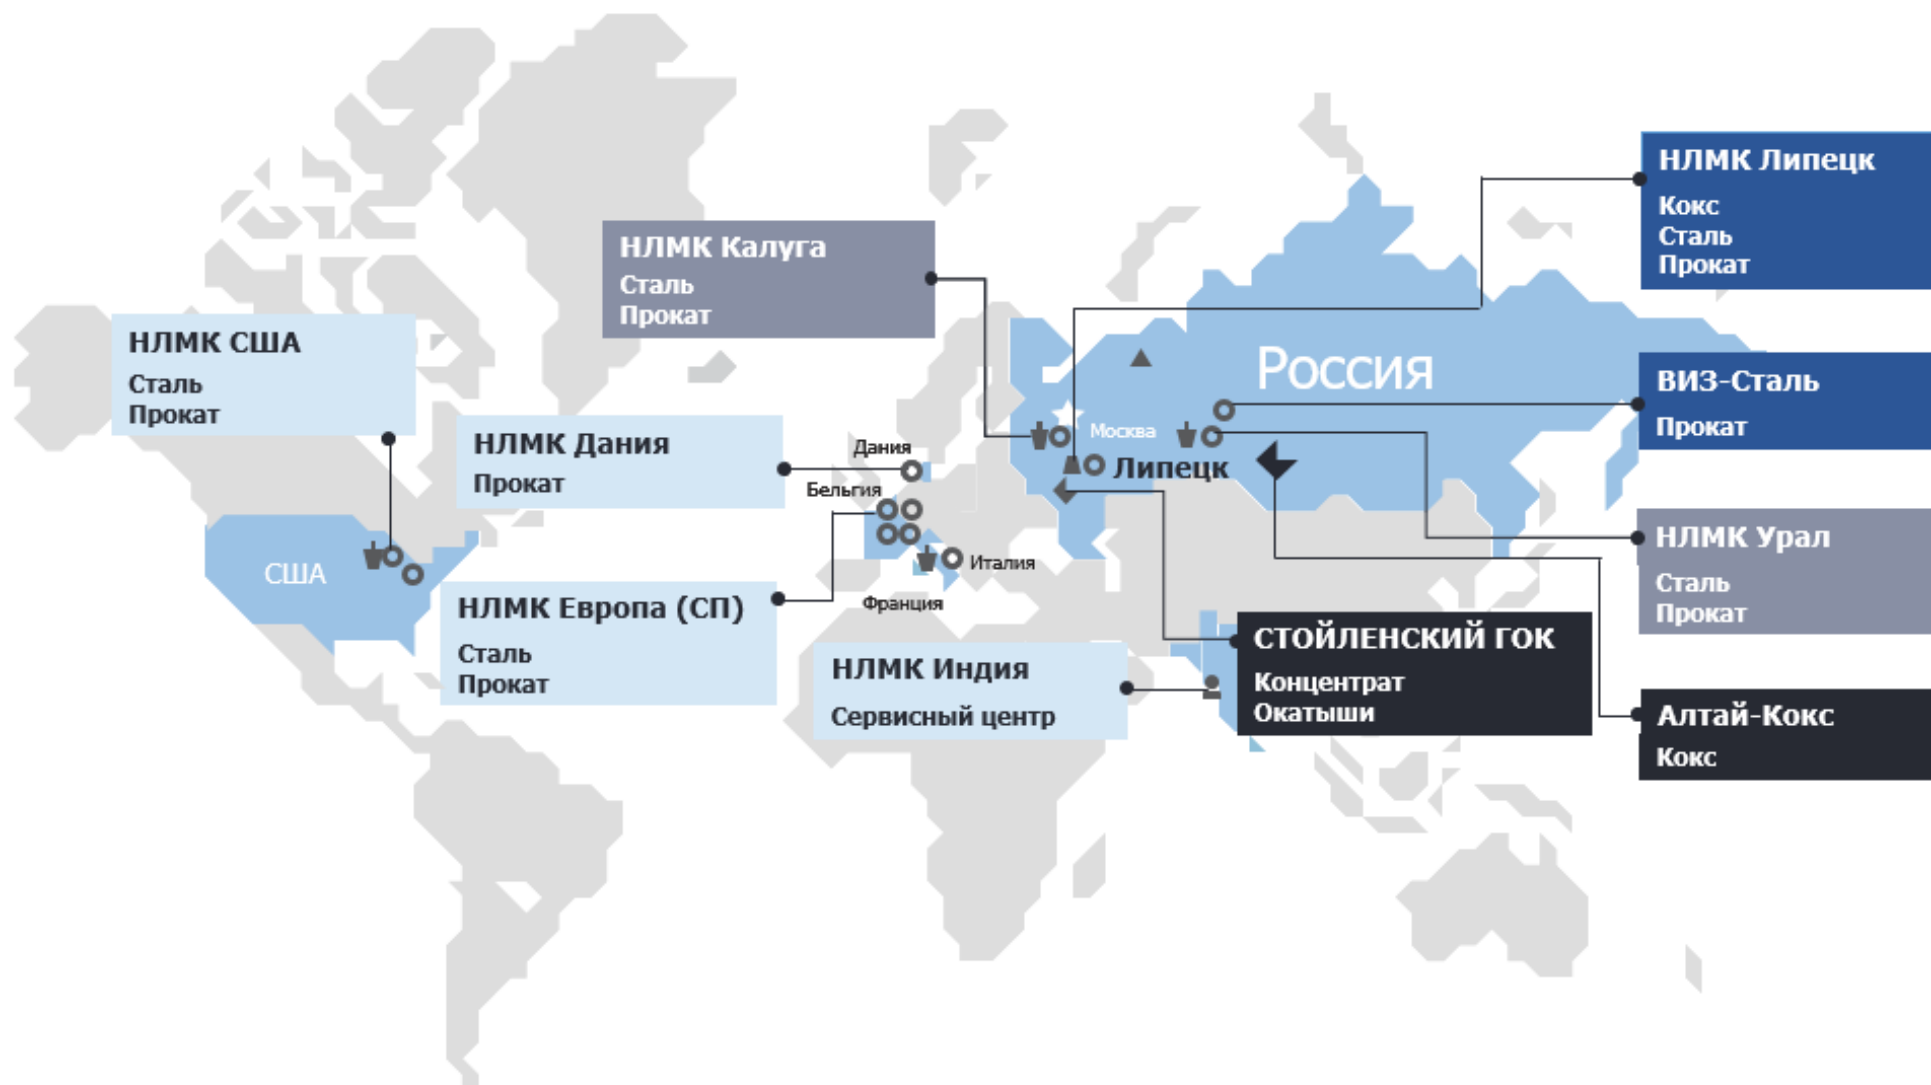 НЛМК Липецк
Кокс
Сталь
Прокат
НЛМК Калуга
Сталь
Прокат
НЛМК США
Сталь
Прокат
Россия
ВИЗ-Сталь
Прокат
НЛМК Дания
Прокат
Дания
Москва
Липецк
Бельгия
НЛМК Урал
Сталь
Прокат
США
Италия
НЛМК Европа (СП)
Сталь
Прокат
Франция
НЛМК Индия
Сервисный центр
СТОЙЛЕНСКИЙ ГОК
Концентрат
Окатыши
Алтай-Кокс
Кокс